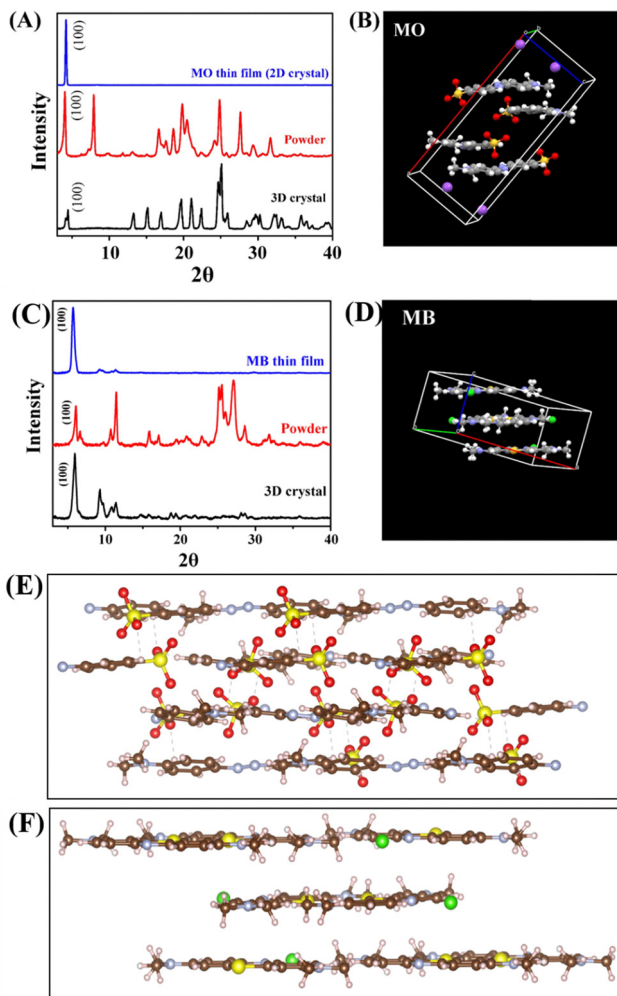 (A)
(100)
MO thin film (2D crystal)
(100)
Powder
(100)
3D crystal
Intensity
10
20
30
40
2θ
(B)
MO
(C)
(100)
MB thin film
(100)
Powder
(100)
3D crystal
Intensity
10
20
30
40
2θ
(D)
MB
(E)
(F)